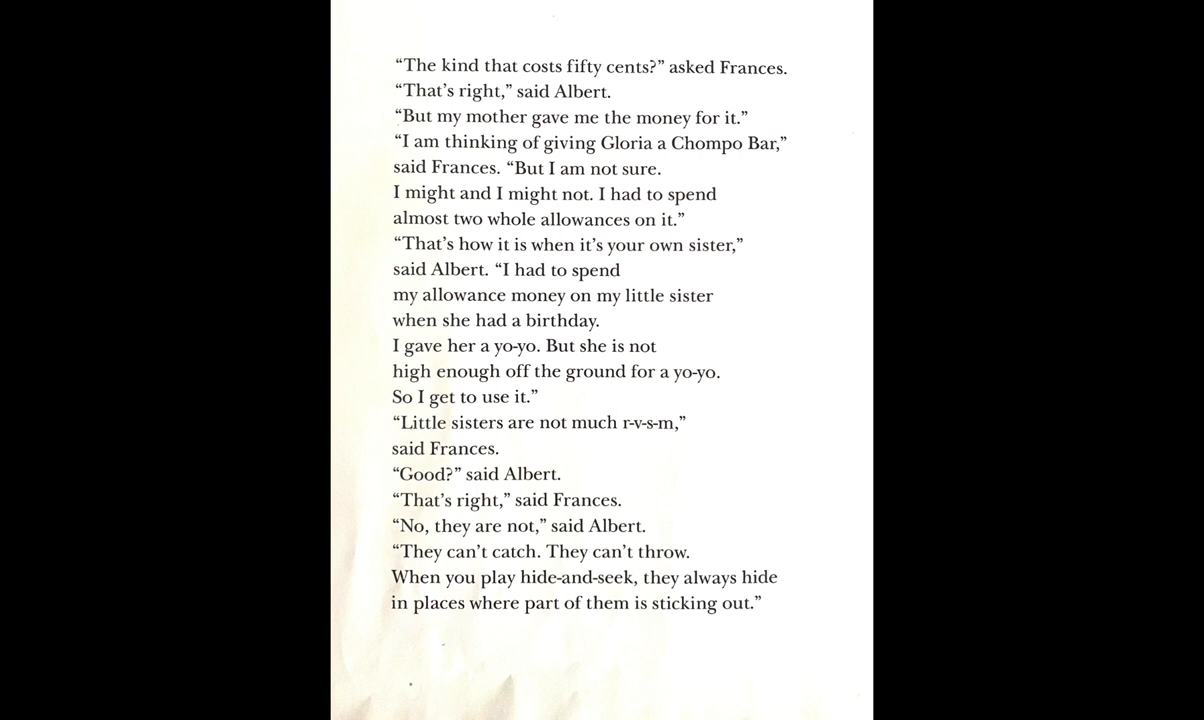 “The kind that costs fifty cents?” asked Frances.
“That’s right,” said Albert.
“But my mother gave me the money for it.”
“I am thinking of giving Gloria a Chompo Bar,”
said Frances. “But I am not sure.
I might and I might not. I had to spend
almost two whole allowances on it.”
“That’s how it is when it’s your own sister,”
said Albert. “I had to spend
my allowance money on my little sister
when she had a birthday.
I gave her a yo-yo. But she is not
high enough off the ground for a yo-yo.
So I get to use it.”
“Little sisters are not much r-v-s-m,”
said Frances.
“Good?” said Albert.
“That’s right,” said Frances.
“No, they are not,” said Albert.
“They can’t catch. They can’t throw.
When you play hide-and-seek, they always hide
in places where part of them is sticking out.”